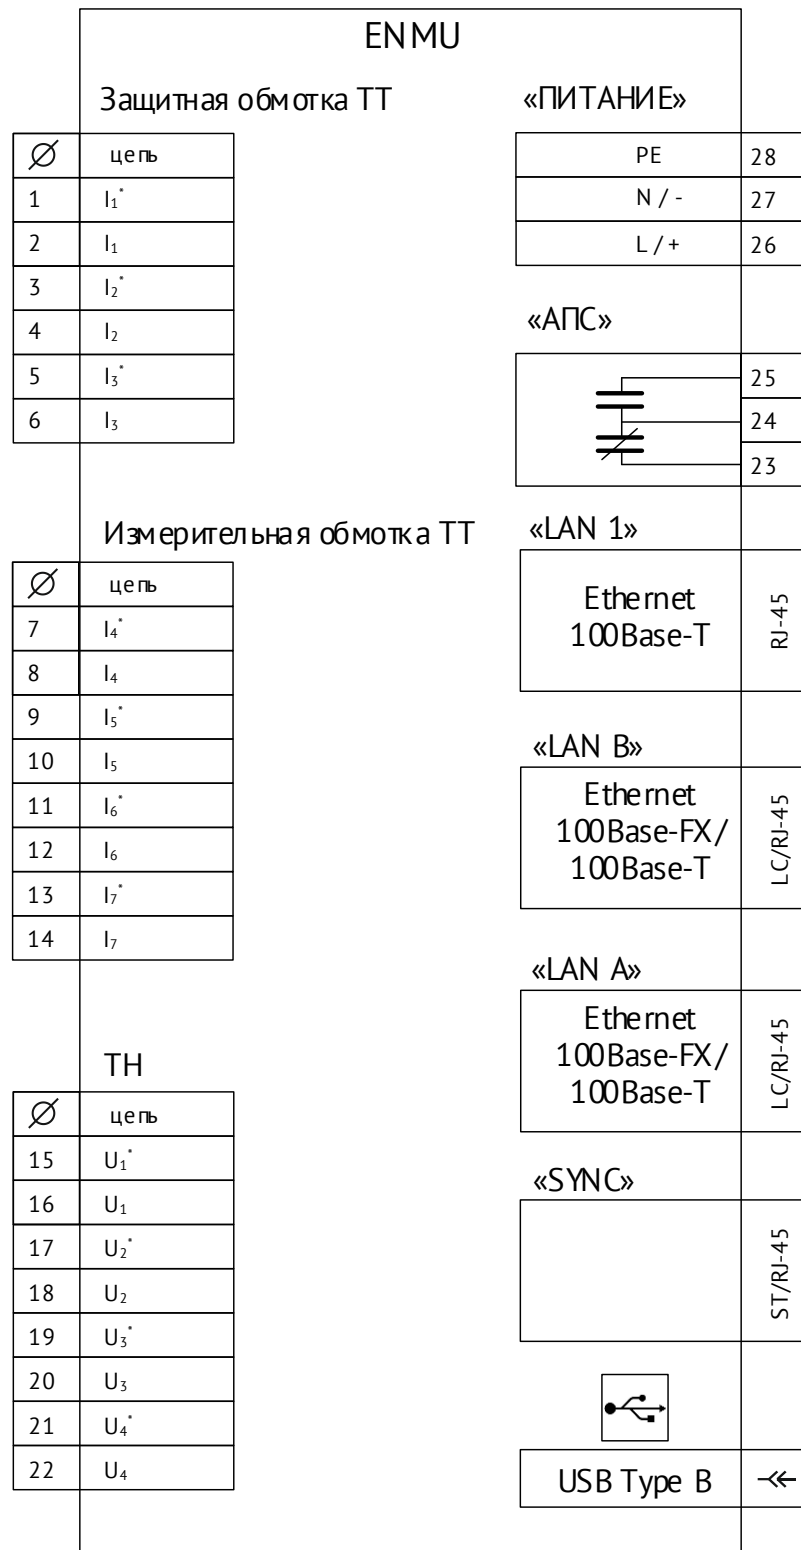 ENMU
Защитная обмотка ТТ
Ø цепь
1 I₁*
2 I₁
3 I₂*
4 I₂
5 I₃*
6 I₃
Измерительная обмотка ТТ
Ø цепь
7 I₄*
8 I₄
9 I₅*
10 I₅
11 I₆*
12 I₆
13 I₇*
14 I₇
ТН
Ø цепь
15 U₁*
16 U₁
17 U₂*
18 U₂
19 U₃*
20 U₃
21 U₄*
22 U₄
«ПИТАНИЕ»
PE 28
N / - 27
L / + 26
«АПС»
25
24
23
«LAN 1»
Ethernet
100Base-T
RJ-45
«LAN B»
Ethernet
100Base-FX/
100Base-T
LC/RJ-45
«LAN A»
Ethernet
100Base-FX/
100Base-T
LC/RJ-45
«SYNC»
ST/RJ-45
USB Type B